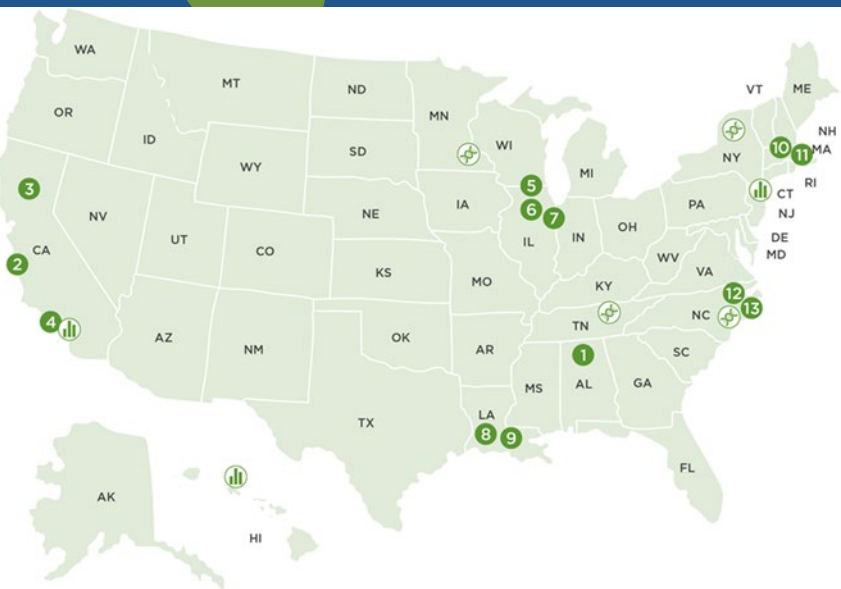 WA
MT
ND
MN
VT
ME
OR
ID
SD
WI
NH
10
11
MA
NY
WY
MI
3
5
CT
RI
NV
NE
IA
6
7
PA
NJ
UT
CO
IL
IN
OH
DE
MD
CA
2
KS
MO
WV
VA
KY
12
4
AZ
NM
OK
AR
TN
NC
13
1
SC
MS
AL
GA
TX
LA
8
9
FL
AK
HI